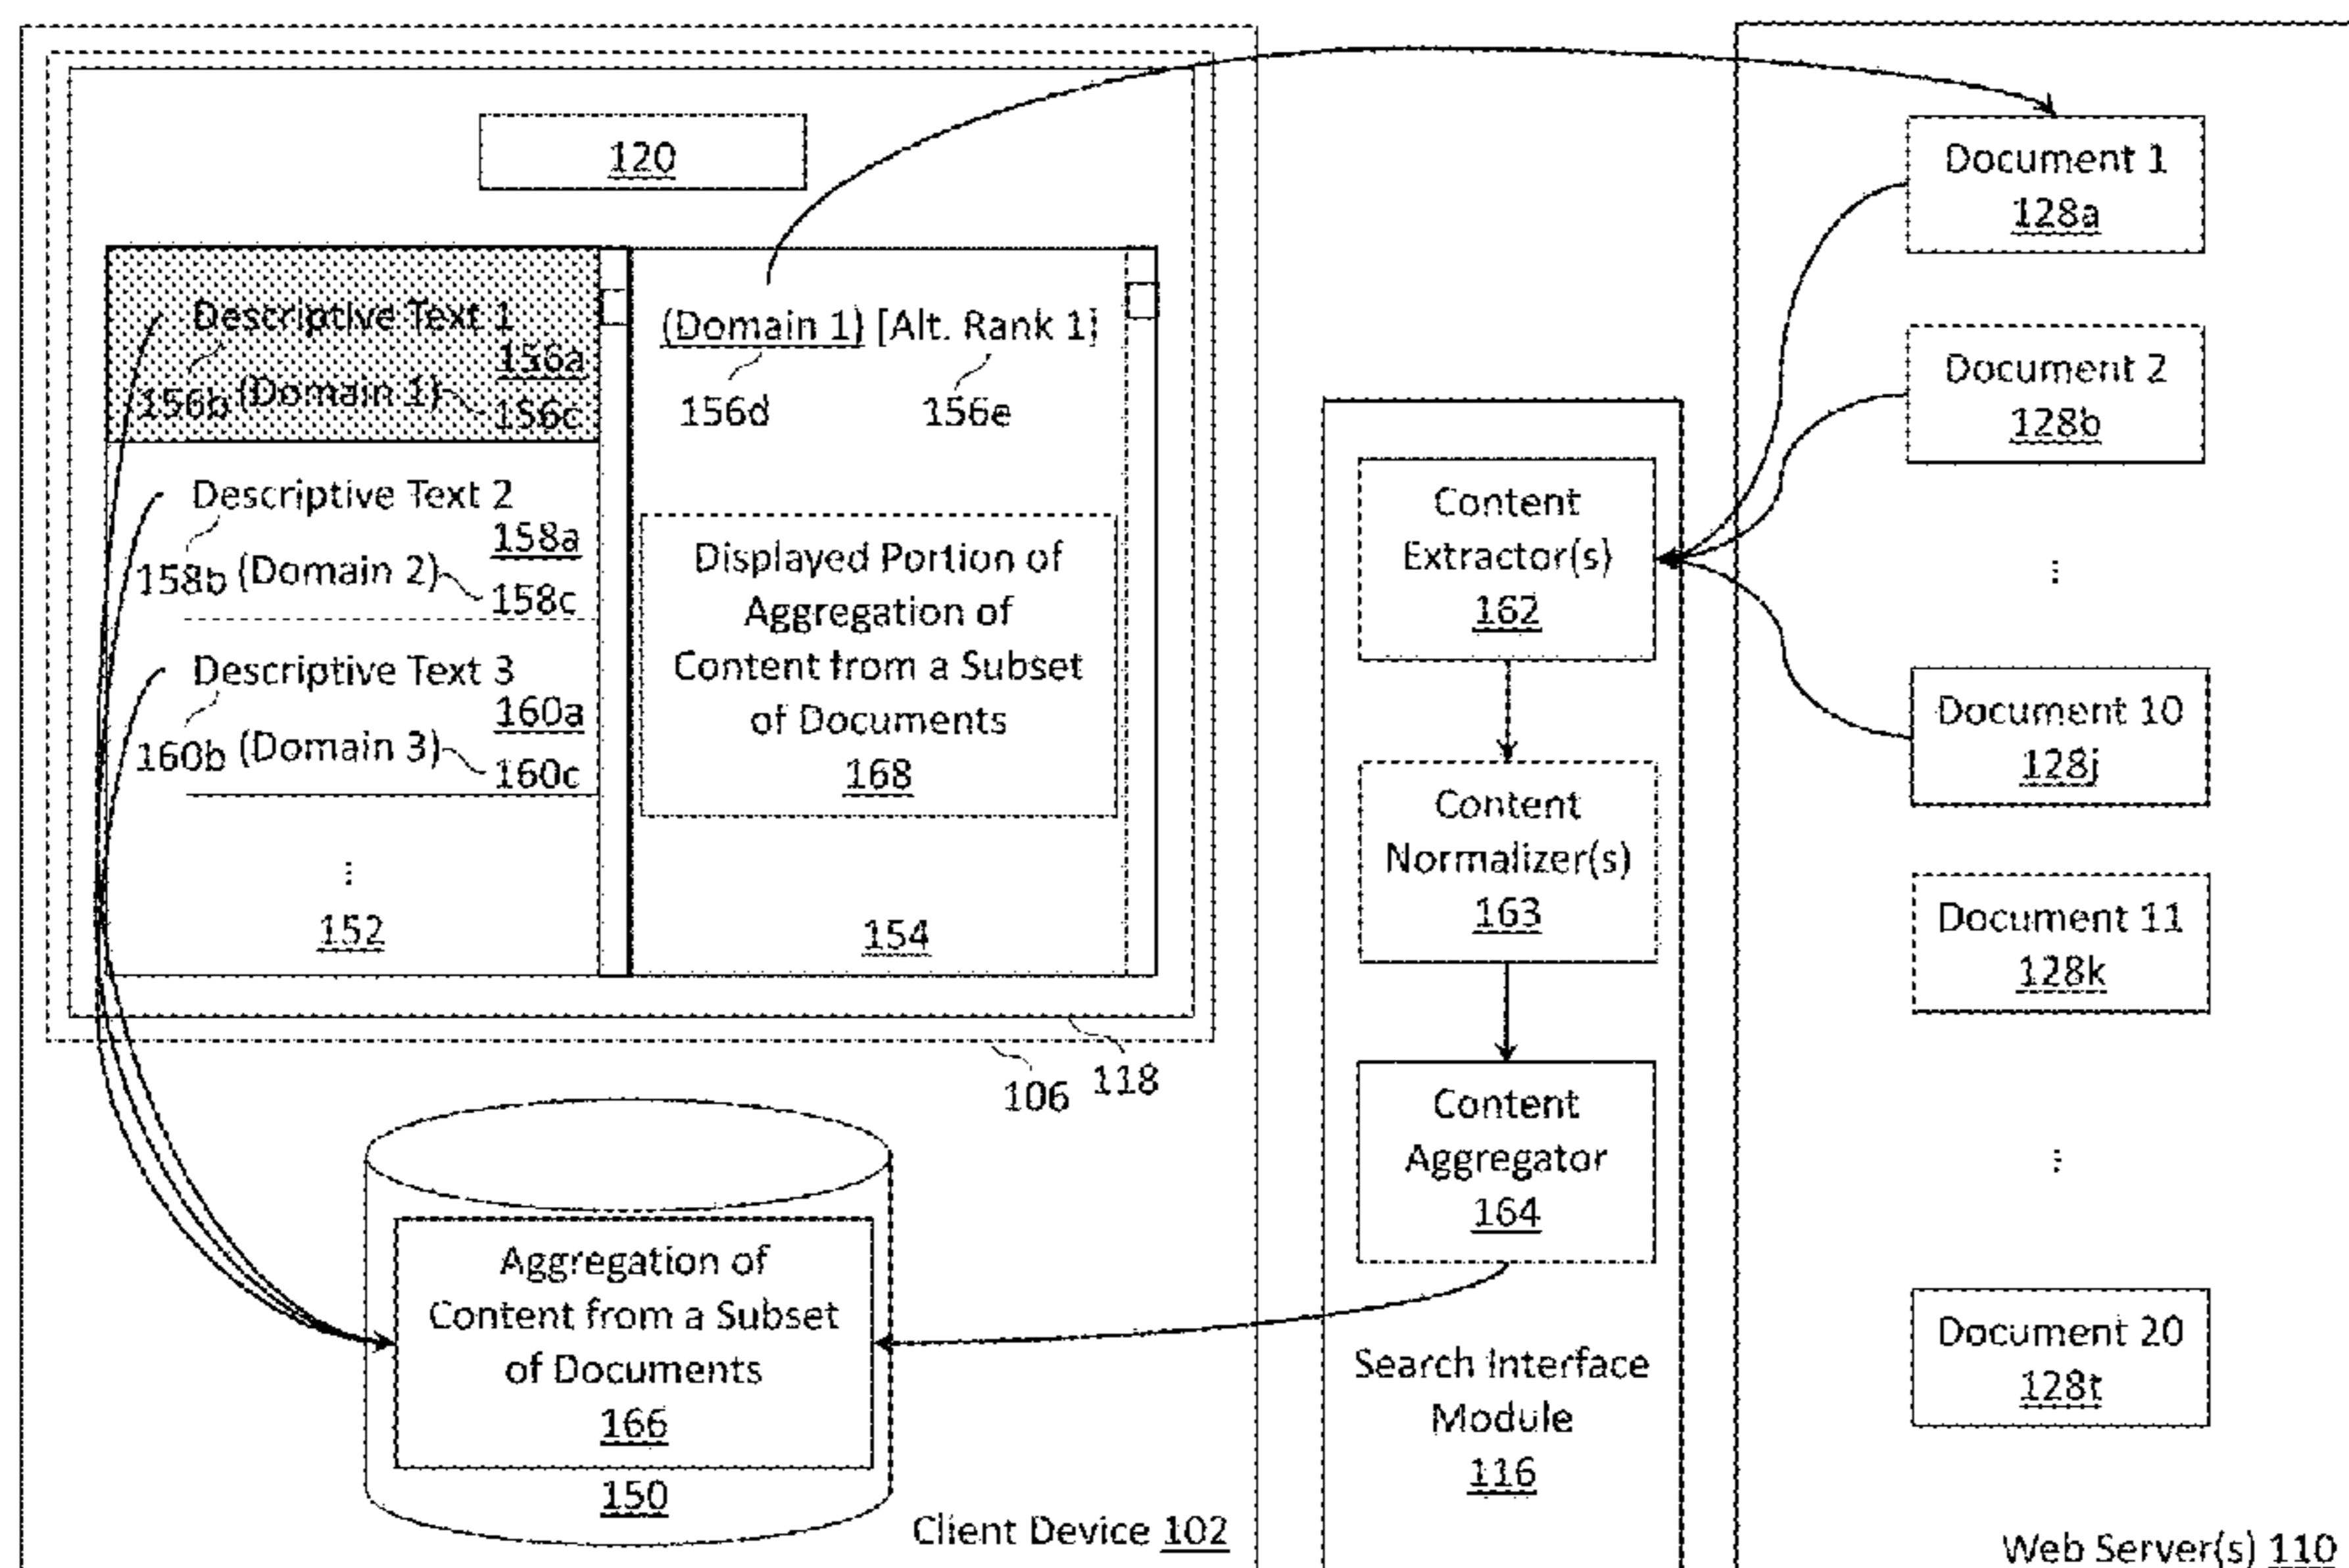 120
Descriptive Text 1
156a
156b (Domain 1) 156c
Descriptive Text 2
158a
158b (Domain 2) 158c
Descriptive Text 3
160a
160b (Domain 3) 160c
⋮
152
(Domain 1) [Alt. Rank 1]
156d 156e
Displayed Portion of
Aggregation of
Content from a Subset
of Documents
168
154
106 118
Aggregation of
Content from a Subset
of Documents
166
150
Client Device 102
Content
Extractor(s)
162
Content
Normalizer(s)
163
Content
Aggregator
164
Search Interface
Module
116
Document 1
128a
Document 2
128b
⋮
Document 10
128j
Document 11
128k
⋮
Document 20
128t
Web Server(s) 110